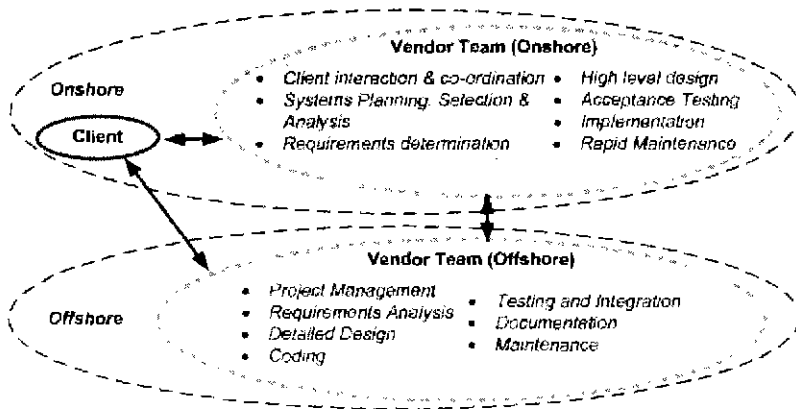 Vendor Team (Onshore)
Onshore
Client
• Client interaction & co-ordination
• Systems Planning, Selection &
Analysis
• Requirements determination
• High level design
• Acceptance Testing
• Implementation
• Rapid Maintenance
Vendor Team (Offshore)
Offshore
• Project Management
• Requirements Analysis
• Detailed Design
• Coding
• Testing and Integration
• Documentation
• Maintenance